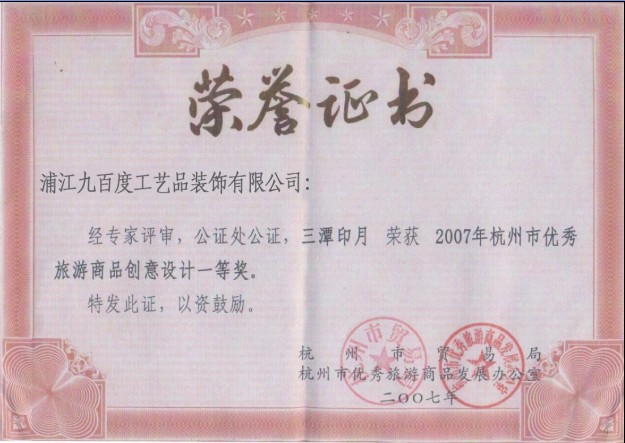 荣誉证书
浦江九百度工艺品装饰有限公司：
经专家评审，公证处公证，三潭印月 荣获 2007年杭州市优秀
旅游商品创意设计一等奖。
特发此证，以资鼓励。
杭州市贸易局
杭州市优秀旅游商品发展办公室
二〇〇七年